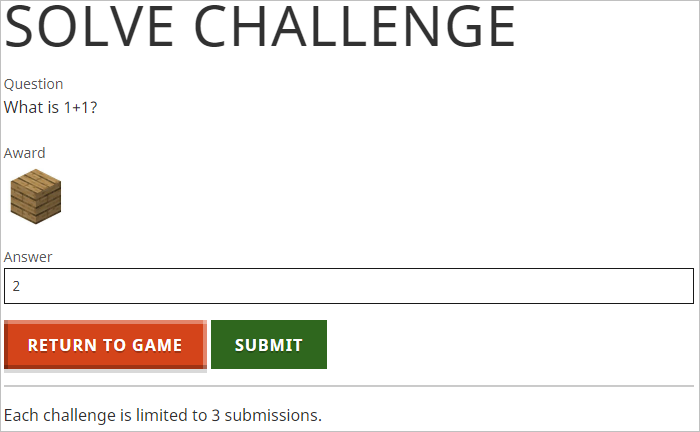 SOLVE CHALLENGE
Question
What is 1+1?
Award
Answer
2
RETURN TO GAME
SUBMIT
Each challenge is limited to 3 submissions.